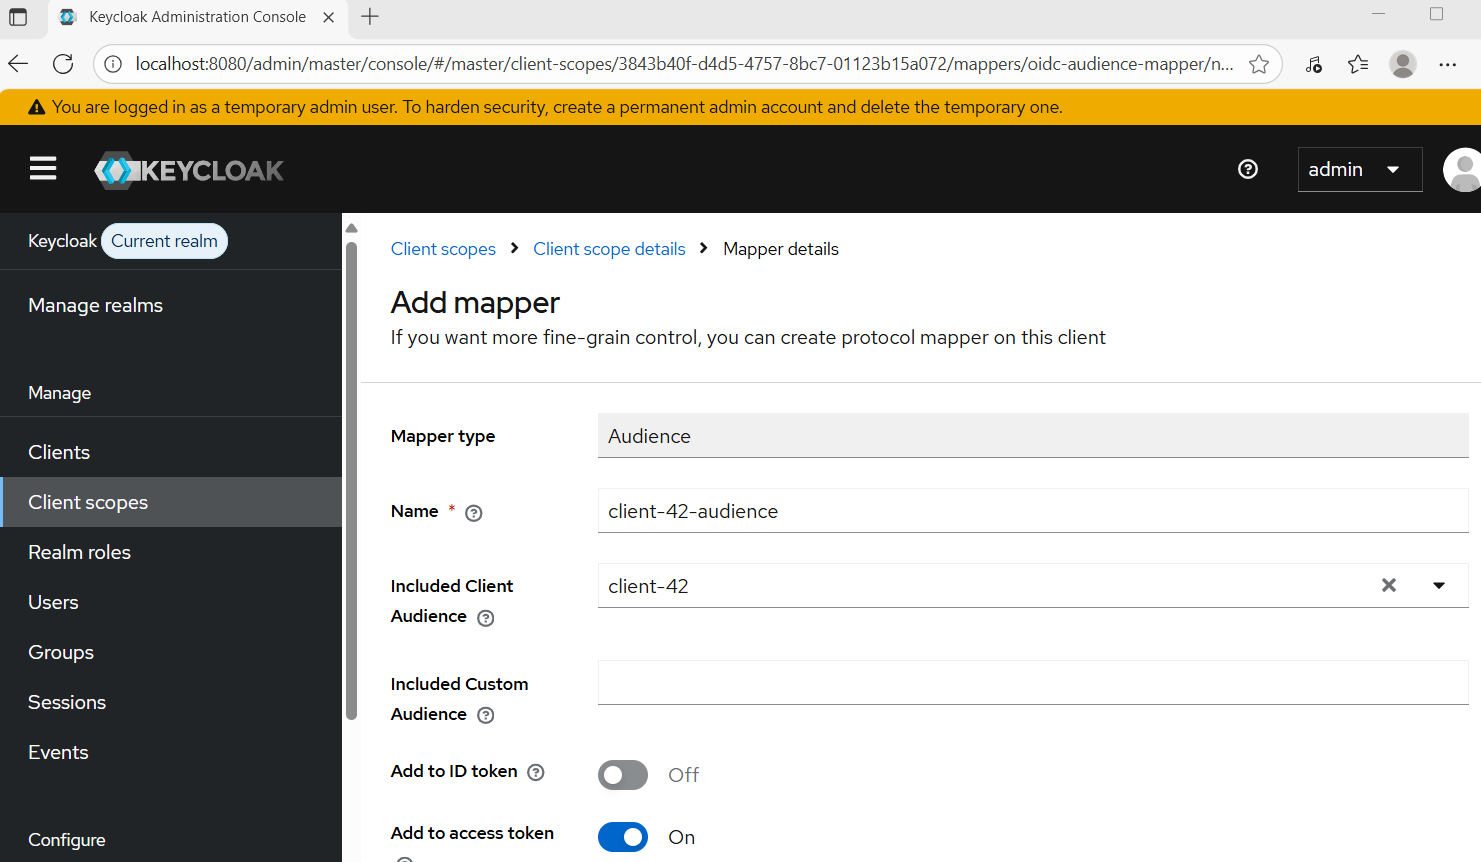 Keycloak Administration Console
localhost:8080/admin/master/console/#/master/client-scopes/3843b40f-d4d5-4757-8bc7-01123b15a072/mappers/oidc-audience-mapper/n...
You are logged in as a temporary admin user. To harden security, create a permanent admin account and delete the temporary one.
KEYCLOAK
admin
Keycloak Current realm
Manage realms
Manage
Clients
Client scopes
Realm roles
Users
Groups
Sessions
Events
Configure
Client scopes > Client scope details > Mapper details
Add mapper
If you want more fine-grain control, you can create protocol mapper on this client
Mapper type Audience
Name * client-42-audience
Included Client
Audience
client-42
Included Custom
Audience
Add to ID token Off
Add to access token On